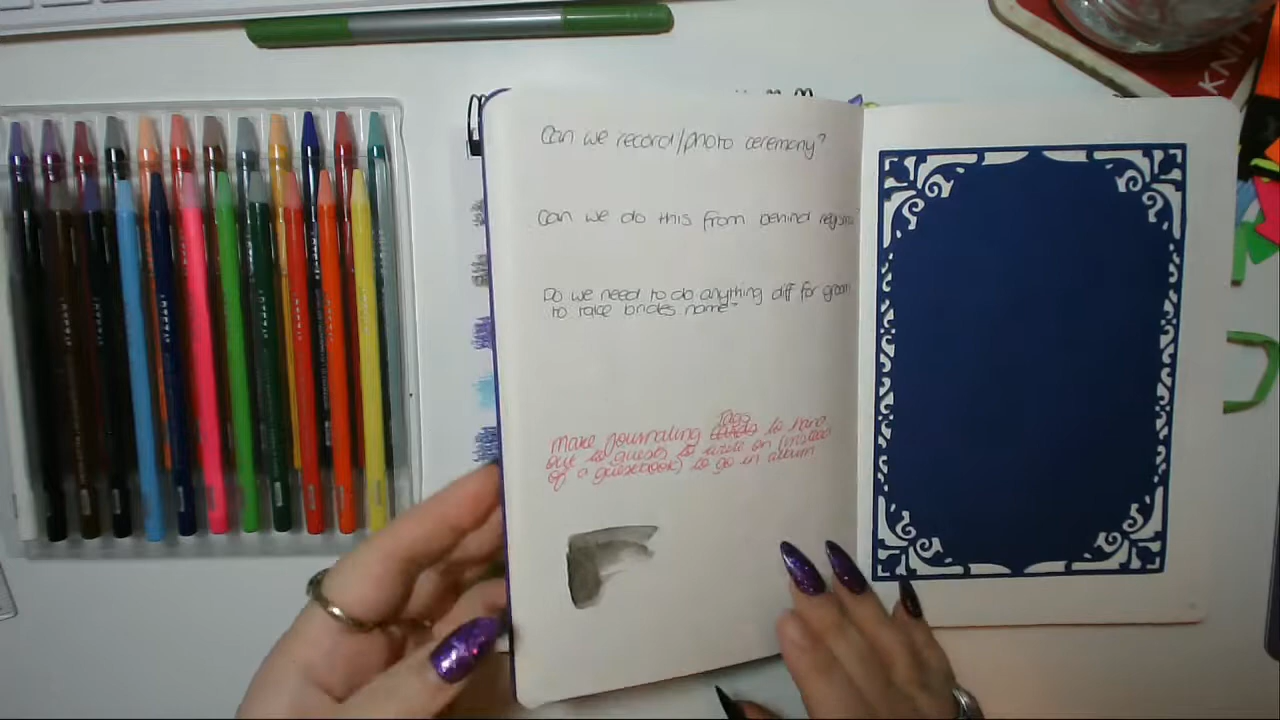 Can we record/photo ceremony?
Can we do this from behind
Do we need to do anything diff for groom
to take brides name
Make journaling tags
cards to hand
out to guests to write on (instead
of a guestbook) to go in album
KNIT